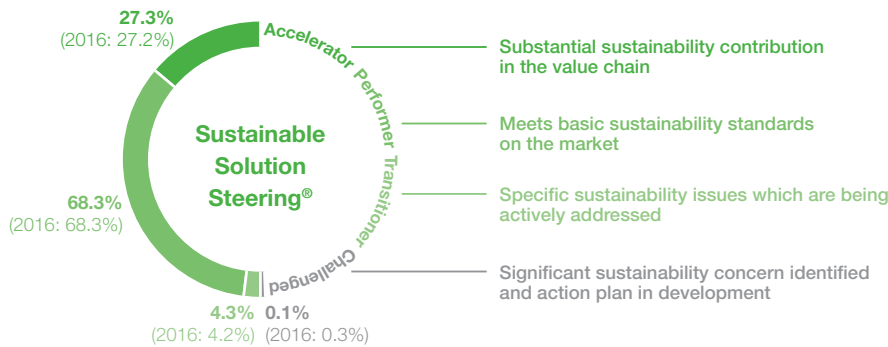 27.3%
(2016: 27.2%)
68.3%
(2016: 68.3%)
4.3%
(2016: 4.2%)
0.1%
(2016: 0.3%)
Sustainable
Solution
Steering®
Accelerator
Performer
Transitioner
Challenged
Substantial sustainability contribution
in the value chain
Meets basic sustainability standards
on the market
Specific sustainability issues which are being
actively addressed
Significant sustainability concern identified
and action plan in development